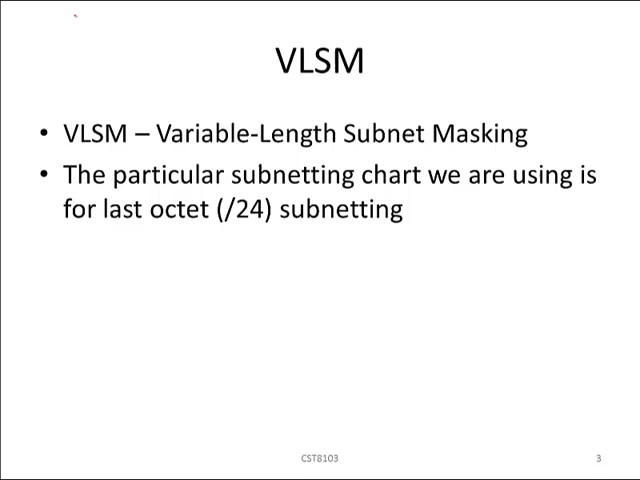 VLSM
• VLSM – Variable-Length Subnet Masking
• The particular subnetting chart we are using is
for last octet (/24) subnetting
CST8103
3